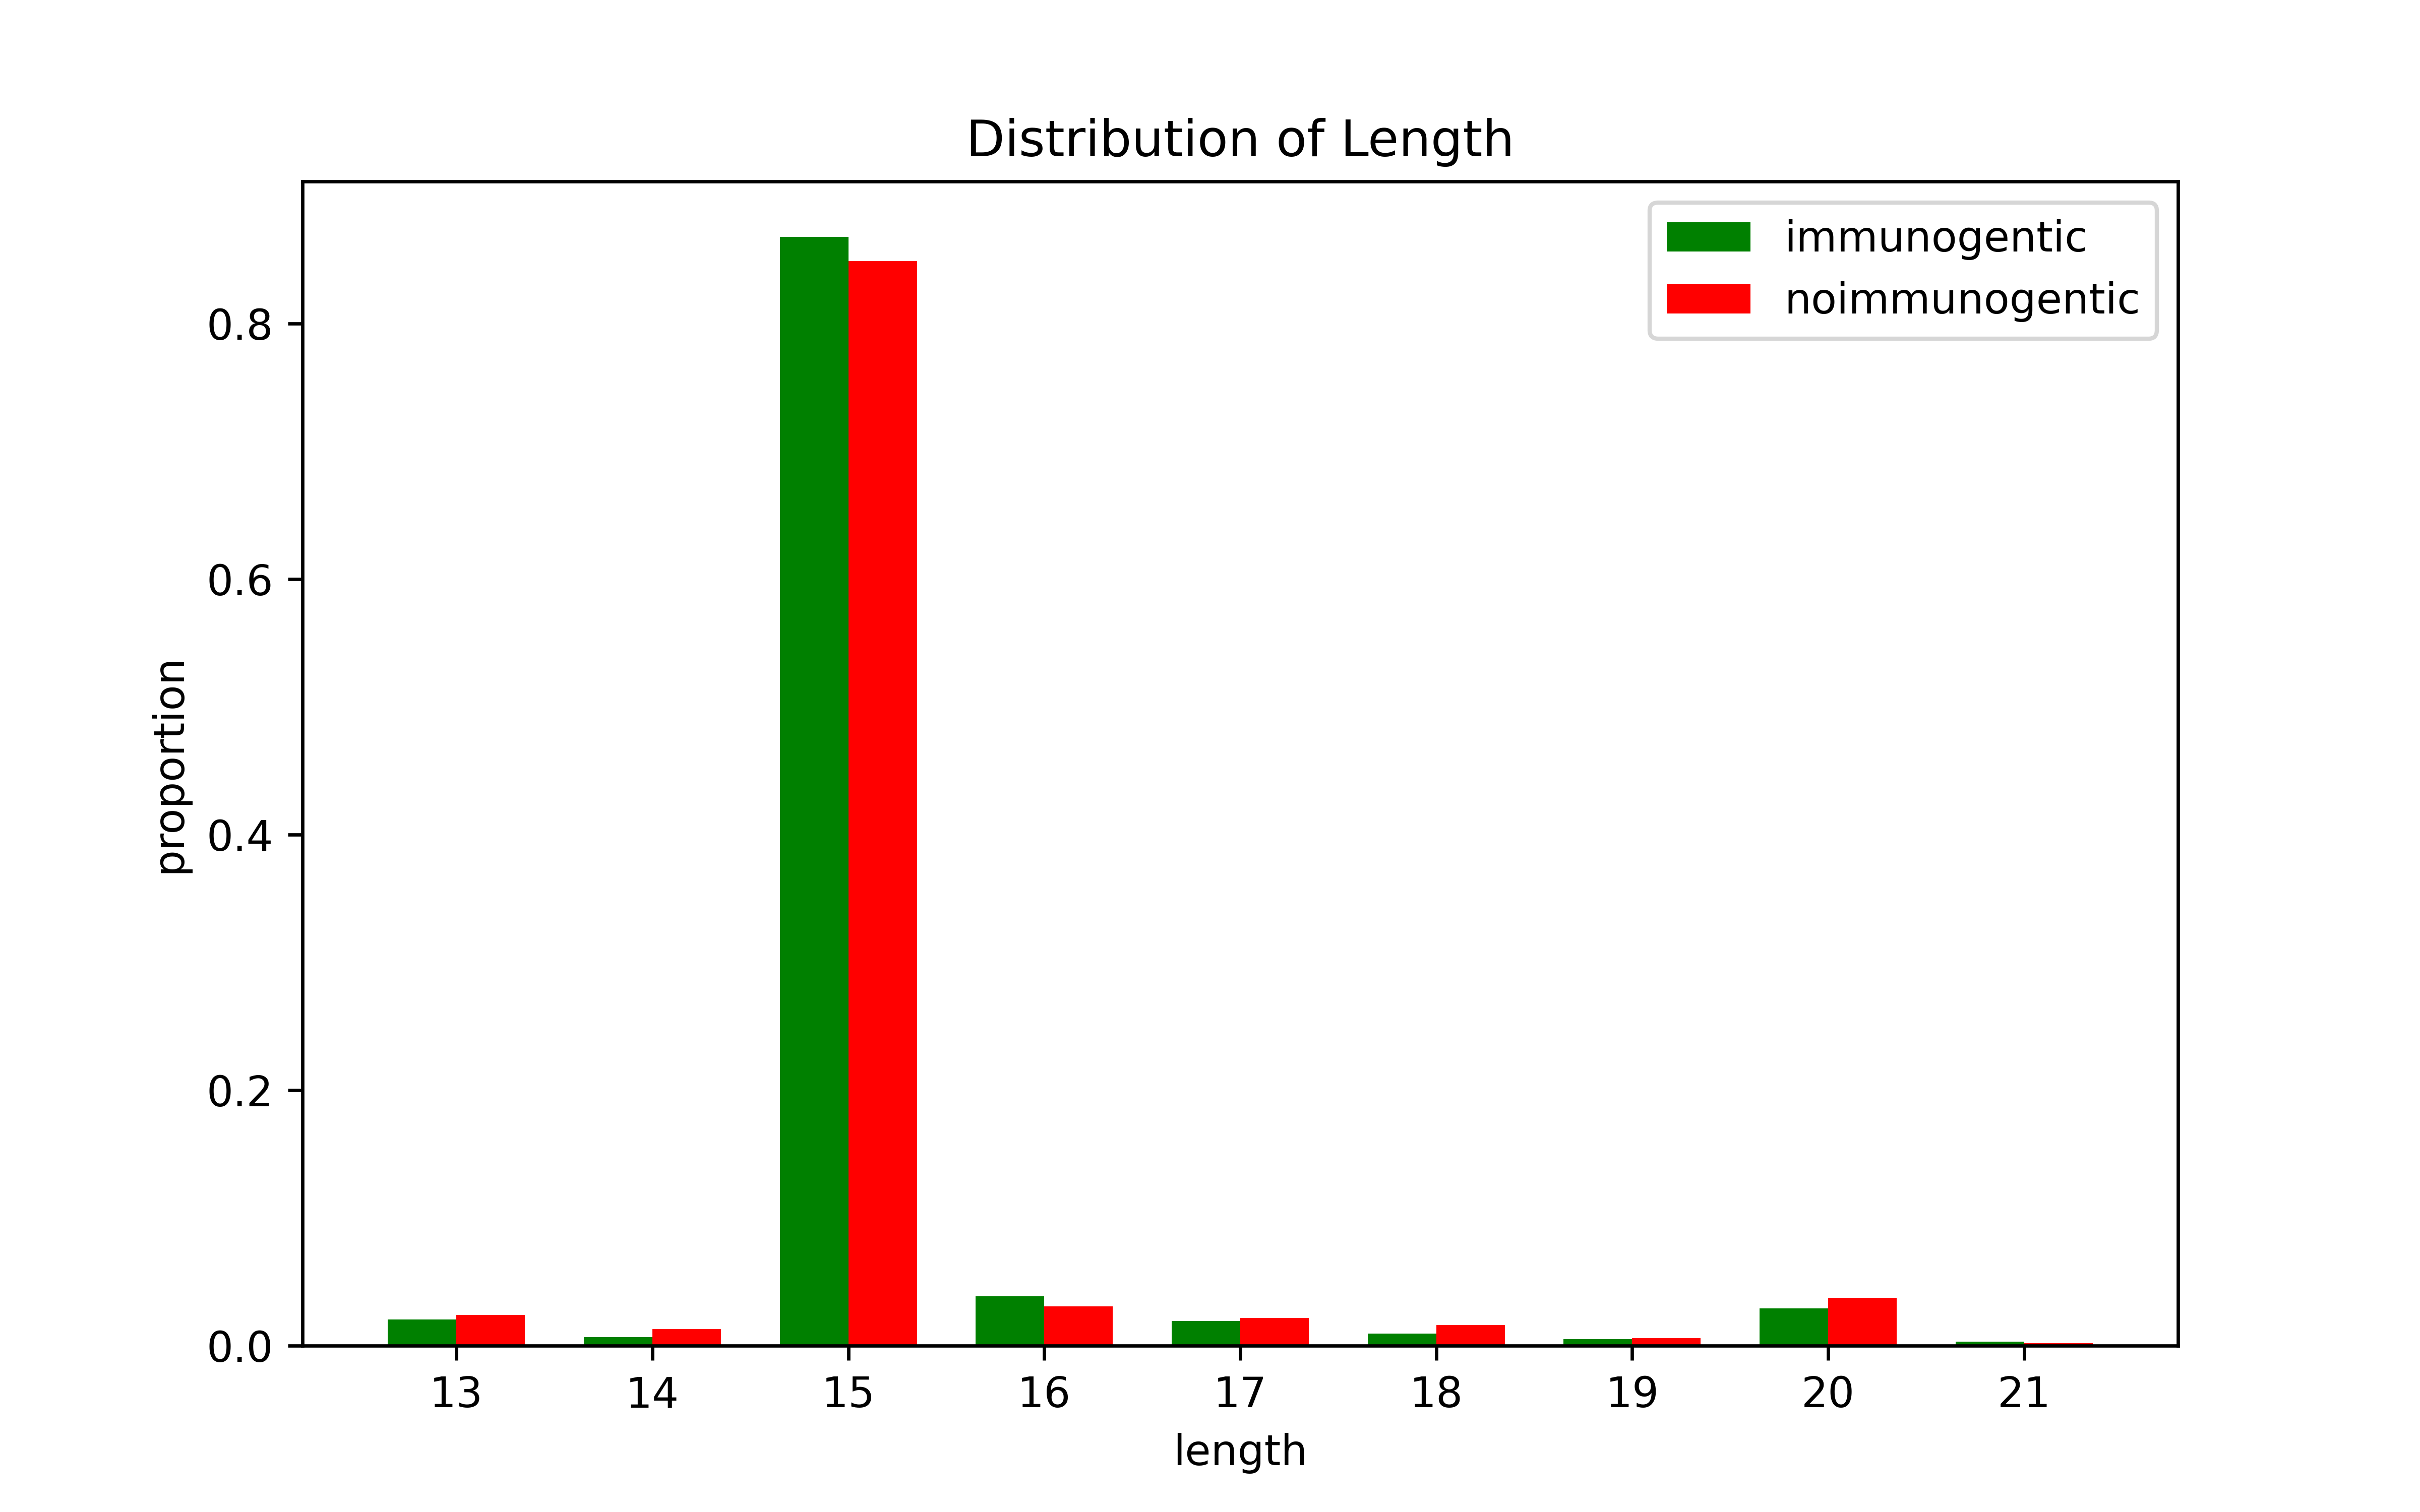 Distribution of Length
immunogentic
noimmunogentic
0.8
0.6
0.4
0.2
0.0
proportion
13 14 15 16 17 18 19 20 21
length